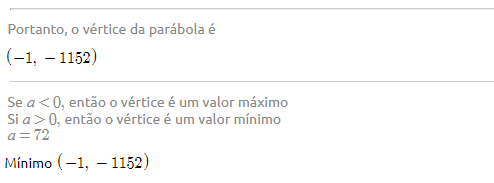 Portanto, o vértice da parábola é
(−1, −1152)
Se a < 0, então o vértice é um valor máximo
Si a > 0, então o vértice é um valor mínimo
a = 72
Mínimo (−1, −1152)